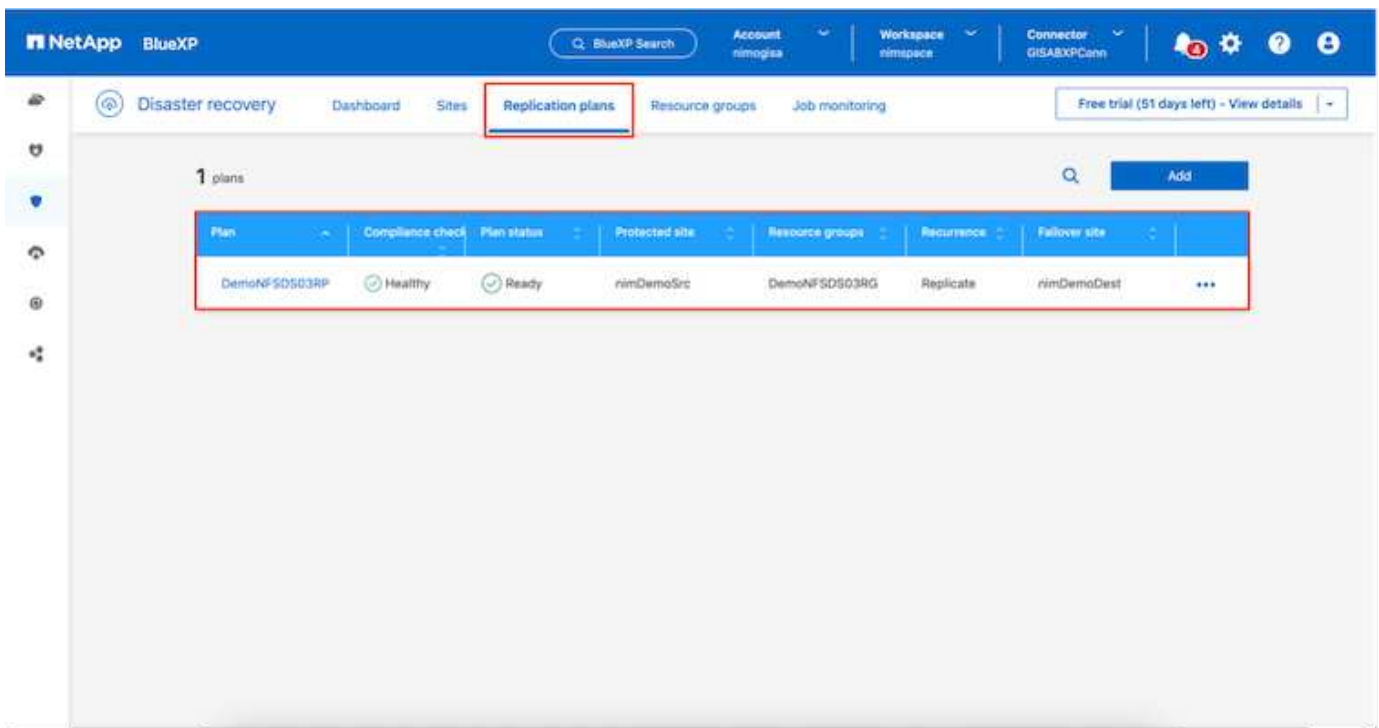 NetApp BlueXP BlueXP Search Account Workspace Connector 4
nimogisa nimspace GISABXPConn
Disaster recovery Dashboard Sites Replication plans Resource groups Job monitoring Free trial (51 days left) - View details
1 plans Add
Plan Compliance check Plan status Protected site Resource groups Recurrence Failover site
DemoNFSDS03RP Healthy Ready nimDemoSrc DemoNFSDS03RG Replicate nimDemoDest